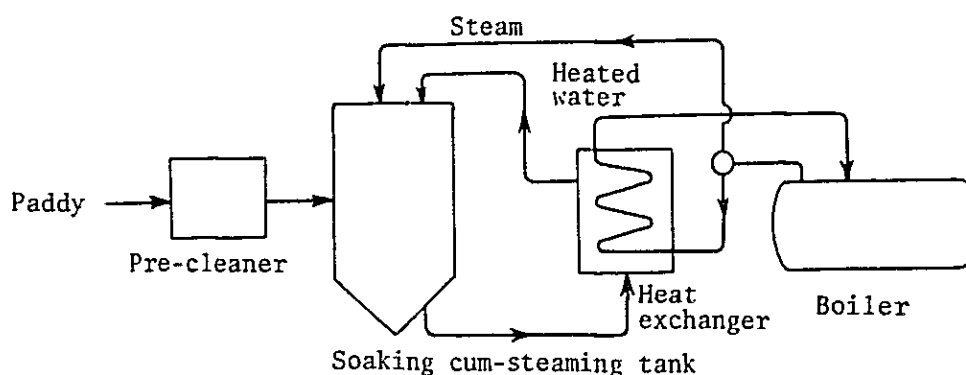 Steam
Heated
water
Paddy
Pre-cleaner
Heat
exchanger
Boiler
Soaking cum-steaming tank